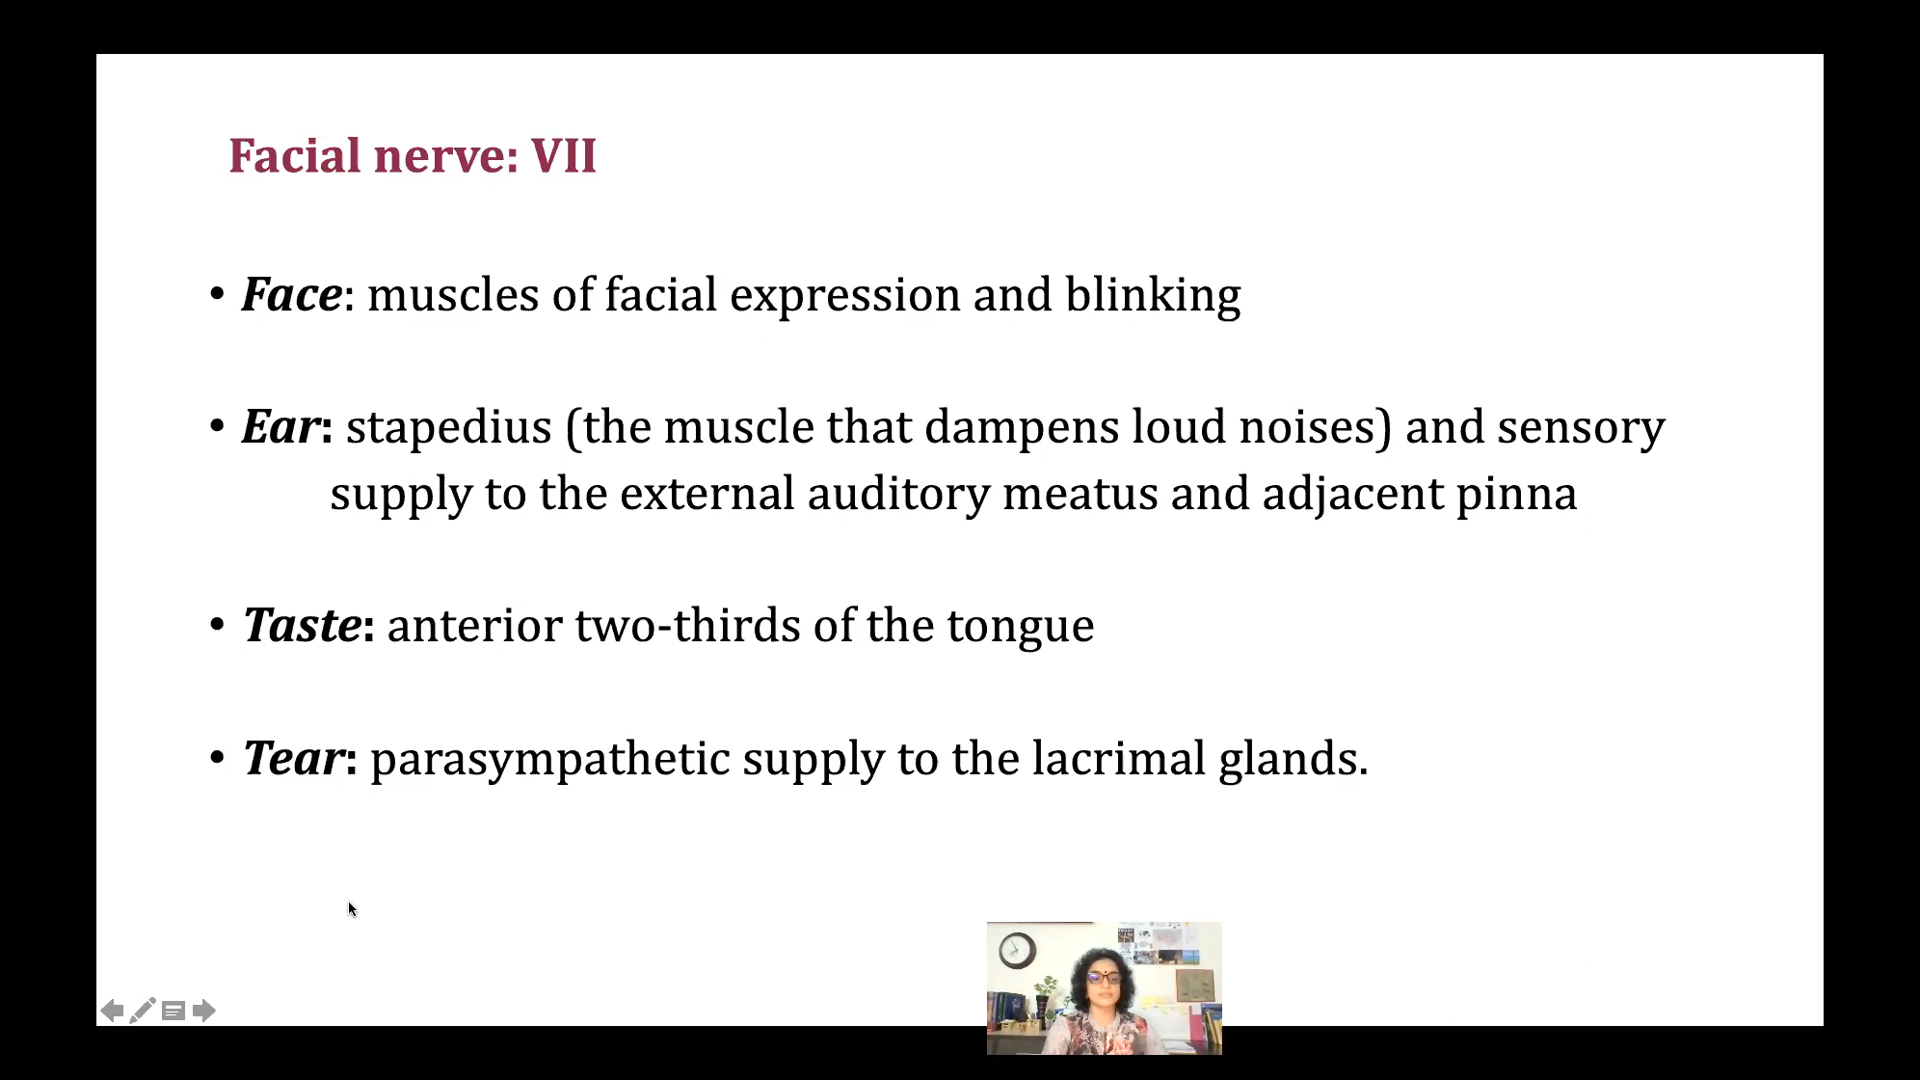 Facial nerve: VII
• Face: muscles of facial expression and blinking
• Ear: stapedius (the muscle that dampens loud noises) and sensory
supply to the external auditory meatus and adjacent pinna
• Taste: anterior two-thirds of the tongue
• Tear: parasympathetic supply to the lacrimal glands.